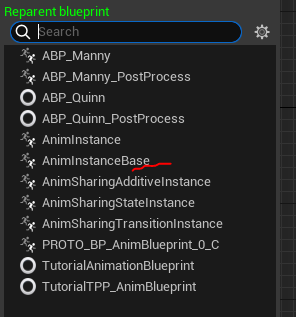 Reparent blueprint
Search
ABP_Manny
ABP_Manny_PostProcess
ABP_Quinn
ABP_Quinn_PostProcess
AnimInstance
AnimInstanceBase
AnimSharingAdditiveInstance
AnimSharingStateInstance
AnimSharingTransitionInstance
PROTO_BP_AnimBlueprint_0_C
TutorialAnimationBlueprint
TutorialTPP_AnimBlueprint